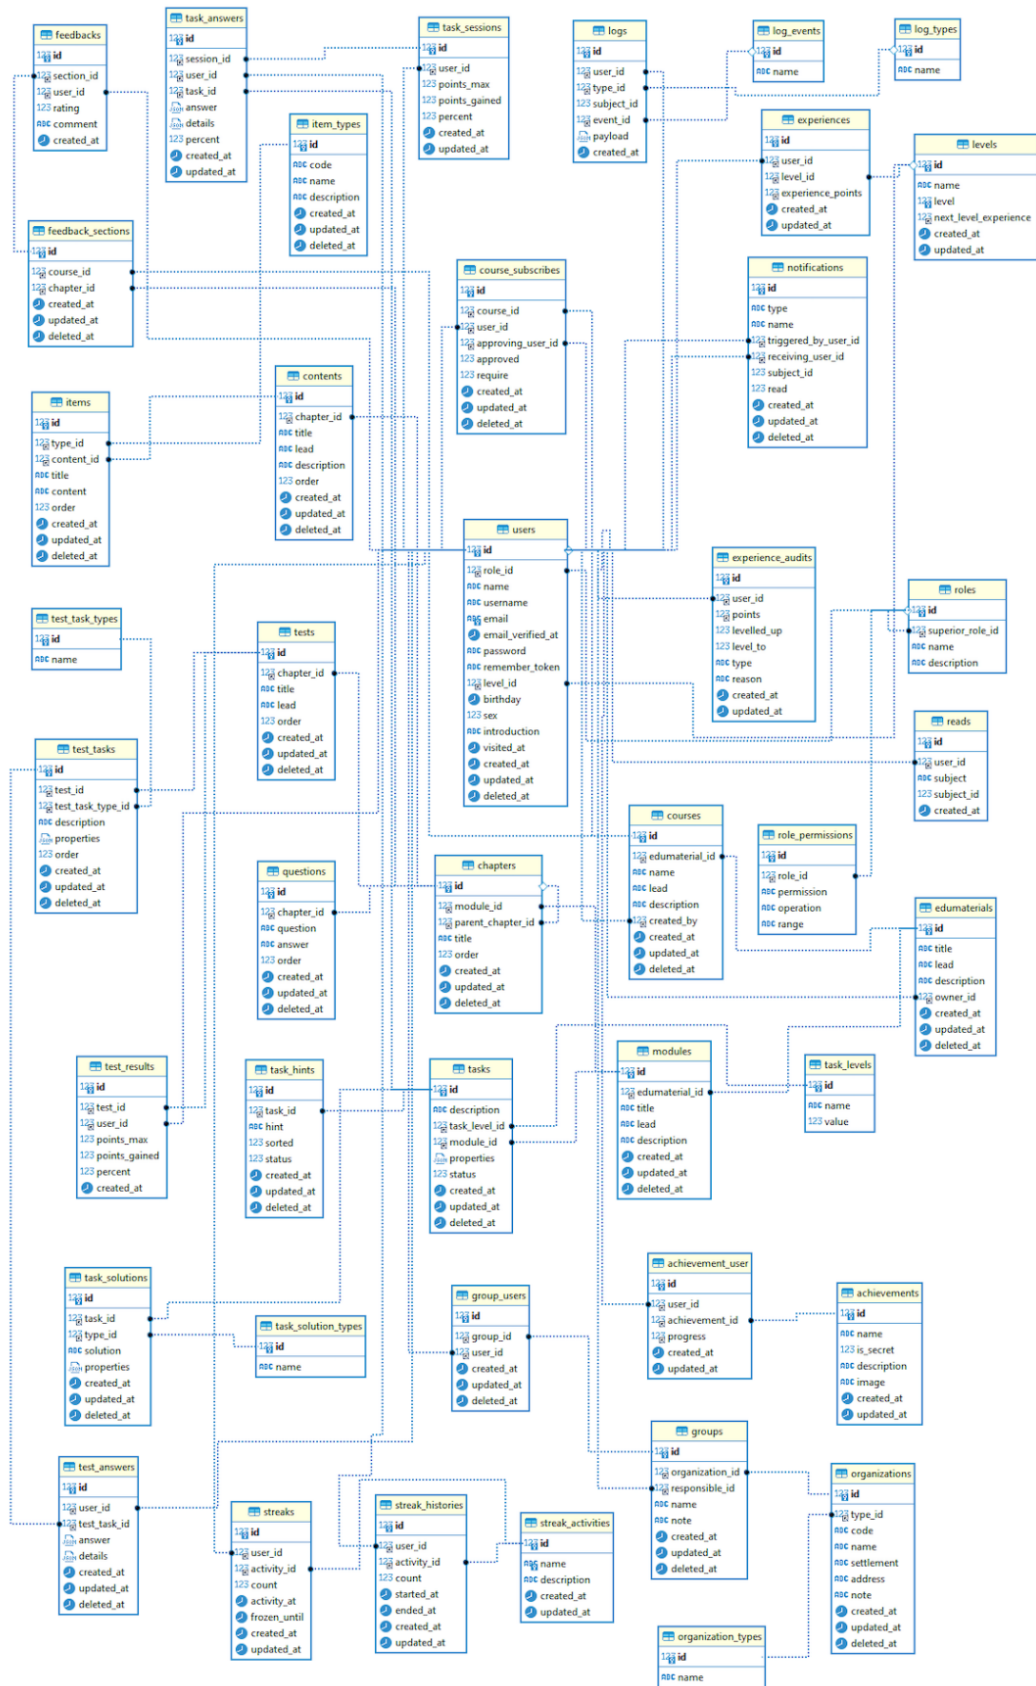 feedbacks
id
section_id
user_id
rating
comment
created_at
task_answers
id
session_id
user_id
task_id
answer
details
percent
created_at
updated_at
task_sessions
id
user_id
points_max
points_gained
percent
created_at
updated_at
logs
id
user_id
type_id
subject_id
event_id
payload
created_at
log_events
id
name
log_types
id
name
item_types
id
code
name
description
created_at
updated_at
deleted_at
experiences
id
user_id
level_id
experience_points
created_at
updated_at
levels
id
name
level
next_level_experience
created_at
updated_at
feedback_sections
id
course_id
chapter_id
created_at
updated_at
deleted_at
course_subscribes
id
course_id
user_id
approving_user_id
approved
require
created_at
updated_at
deleted_at
notifications
id
type
name
triggered_by_user_id
receiving_user_id
subject_id
read
created_at
updated_at
deleted_at
items
id
type_id
content_id
title
content
order
created_at
updated_at
deleted_at
contents
id
chapter_id
title
lead
description
order
created_at
updated_at
deleted_at
users
id
role_id
name
username
email
email_verified_at
password
remember_token
level_id
birthday
sex
introduction
visited_at
created_at
updated_at
deleted_at
experience_audits
id
user_id
points
levelled_up
level_to
type
reason
created_at
updated_at
roles
id
superior_role_id
name
description
test_task_types
id
name
tests
id
chapter_id
title
lead
order
created_at
updated_at
deleted_at
reads
id
user_id
subject
subject_id
created_at
test_tasks
id
test_id
test_task_type_id
description
properties
order
created_at
updated_at
deleted_at
courses
id
edumaterial_id
name
lead
description
created_by
created_at
updated_at
deleted_at
role_permissions
id
role_id
permission
operation
range
questions
id
chapter_id
question
answer
order
created_at
updated_at
deleted_at
chapters
id
module_id
parent_chapter_id
title
order
created_at
updated_at
deleted_at
edumaterials
id
title
lead
description
owner_id
created_at
updated_at
deleted_at
test_results
id
test_id
user_id
points_max
points_gained
percent
created_at
task_hints
id
task_id
hint
sorted
status
created_at
updated_at
deleted_at
tasks
id
description
task_level_id
module_id
properties
status
created_at
updated_at
deleted_at
modules
id
edumaterial_id
title
lead
description
created_at
updated_at
deleted_at
task_levels
id
name
value
task_solutions
id
task_id
type_id
solution
properties
created_at
updated_at
deleted_at
task_solution_types
id
name
group_users
id
group_id
user_id
created_at
updated_at
deleted_at
achievement_user
id
user_id
achievement_id
progress
created_at
updated_at
achievements
id
name
is_secret
description
image
created_at
updated_at
groups
id
organization_id
responsible_id
name
note
created_at
updated_at
deleted_at
organizations
id
type_id
code
name
settlement
address
note
created_at
updated_at
deleted_at
test_answers
id
user_id
test_task_id
answer
details
created_at
updated_at
deleted_at
streaks
id
user_id
activity_id
count
activity_at
frozen_until
created_at
updated_at
streak_histories
id
user_id
activity_id
count
started_at
ended_at
created_at
updated_at
streak_activities
id
name
description
created_at
updated_at
organization_types
id
name